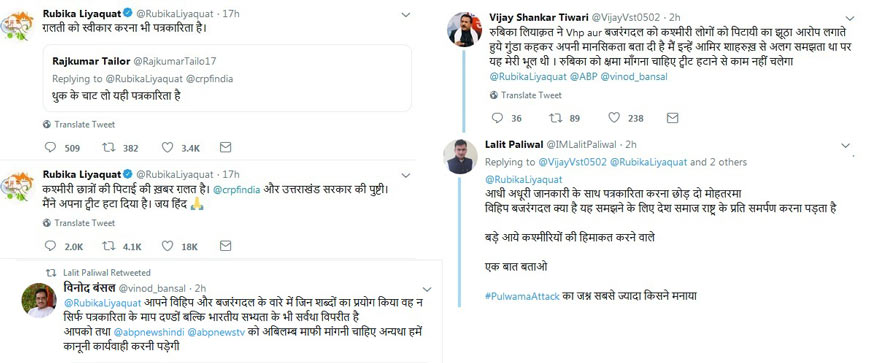 Rubika Liyaquat @RubikaLiyaquat · 17h
ग़लती को स्वीकार करना भी पत्रकारिता है।
Rajkumar Tailor @RajkumarTailo17
Replying to @RubikaLiyaquat @crpfindia
थुक के चाट लो यही पत्रकारिता है
Translate Tweet
509 382 3.4K
Rubika Liyaquat @RubikaLiyaquat · 17h
कश्मीरी छात्रों की पिटाई की ख़बर ग़लत है। @crpfindia और उत्तराखंड सरकार की पुष्टी।
मैंने अपना ट्वीट हटा दिया है। जय हिंद 🙏
Translate Tweet
2.0K 4.1K 18K
Lalit Paliwal Retweeted
विनोद बंसल @vinod_bansal · 2h
@RubikaLiyaquat आपने विहिप और बजरंगदल के वारे में जिन शब्दों का प्रयोग किया वह न
सिर्फ पत्रकारिता के माप दण्डों बल्कि भारतीय सभ्यता के भी सर्वथा विपरीत है
आपको तथा @abpnewshindi @abpnewstv को अबिलम्ब माफी मांगनी चाहिए अन्यथा हमें
कानूनी कार्यवाही करनी पड़ेगी
Vijay Shankar Tiwari @VijayVst0502 · 2h
रुबिका लियाक़त ने Vhp aur बजरंगदल को कश्मीरी लोगों को पिटायी का झूठा आरोप लगाते
हुये गुंडा कहकर अपनी मानसिकता बता दी है मैं इन्हें आमिर शाहरुख़ से अलग समझता था पर
यह मेरी भूल थी । रुबिका को क्षमा माँगना चाहिए ट्वीट हटाने से काम नहीं चलेगा
@RubikaLiyaquat @ABP @vinod_bansal
Translate Tweet
36 89 238
Lalit Paliwal @IMLalitPaliwal · 2h
Replying to @VijayVst0502 @RubikaLiyaquat and 2 others
@RubikaLiyaquat
आधी अधूरी जानकारी के साथ पत्रकारिता करना छोड़ दो मोहतरमा
विहिप बजरंगदल क्या है यह समझने के लिए देश समाज राष्ट्र के प्रति समर्पण करना पड़ता है
बड़े आये कश्मीरियों की हिमाकत करने वाले
एक बात बताओ
#PulwamaAttack का जश्न सबसे ज्यादा किसने मनाया